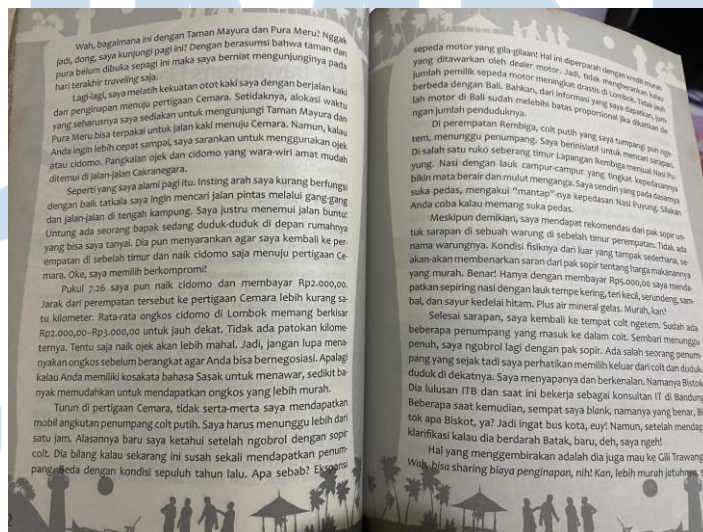 Wah, bagaimana ini dengan Taman Mayura dan Pura Meru? Nggak
jadi, dong, saya kunjungi pagi ini? Dengan berasumsi bahwa taman dan
pura belum dibuka sepagi ini maka saya berniat mengunjunginya pada
hari terakhir traveling saja.
Lagi-lagi, saya melatih kekuatan otot kaki saya dengan berjalan kaki
dari penginapan menuju pertigaan Cemara. Setidaknya, alokasi waktu
yang seharusnya saya sediakan untuk mengunjungi Taman Mayura dan
Pura Meru bisa terpakai untuk jalan kaki menuju Cemara. Namun, kalau
Anda ingin lebih cepat sampai, saya sarankan untuk menggunakan ojek
atau cidomo. Pangkalan ojek dan cidomo yang wara-wiri amat mudah
ditemui di jalan-jalan Cakranegara.
Seperti yang saya alami pagi itu. Insting arah saya kurang berfungsi
dengan baik tatkala saya ingin mencari jalan pintas melalui gang-gang
dan jalan-jalan di tengah kampung. Saya justru menemui jalan buntu!
Untung ada seorang bapak sedang duduk-duduk di depan rumahnya
yang bisa saya tanyai. Dia pun menyarankan agar saya kembali ke per-
empatan di sebelah timur dan naik cidomo saja menuju pertigaan Ce-
mara. Oke, saya memilih berkompromi!
Pukul 7.26 saya pun naik cidomo dan membayar Rp2.000,00.
Jarak dari perempatan tersebut ke pertigaan Cemara lebih kurang sa-
tu kilometer. Rata-rata ongkos cidomo di Lombok memang berkisar
Rp2.000,00–Rp3.000,00 untuk jauh dekat. Tidak ada patokan kilome-
ternya. Tentu saja naik ojek akan lebih mahal. Jadi, jangan lupa mena-
nyakan ongkos sebelum berangkat agar Anda bisa bernegosiasi. Apalagi
kalau Anda memiliki kosakata bahasa Sasak untuk menawar, sedikit ba-
nyak memudahkan untuk mendapatkan ongkos yang lebih murah.
Turun di pertigaan Cemara, tidak serta-merta saya mendapatkan
mobil angkutan penumpang colt putih. Saya harus menunggu lebih dari
satu jam. Alasannya baru saya ketahui setelah ngobrol dengan sopir
colt. Dia bilang kalau sekarang ini susah sekali mendapatkan penum-
pang. Beda dengan kondisi sepuluh tahun lalu. Apa sebab? Ekspansi
sepeda motor yang gila-gilaan! Hal ini diperparah dengan kredit murah
yang ditawarkan oleh dealer motor. Jadi, tidak mengherankan kalau
jumlah pemilik sepeda motor meningkat drastis di Lombok. Tidak jauh
berbeda dengan Bali. Bahkan, dari informasi yang saya dapatkan, jum-
lah motor di Bali sudah melebihi batas proporsional jika dikaitkan de-
ngan jumlah penduduknya.
Di perempatan Rembiga, colt putih yang saya tumpangi pun nge-
tem, menunggu penumpang. Saya berinisiatif untuk mencari sarapan.
Di salah satu ruko seberang timur Lapangan Rembiga menjual Nasi Pu-
yung. Nasi dengan lauk campur-campur yang tingkat kepedasannya
bikin mata berair dan mulut menganga. Saya sendiri yang pada dasarnya
suka pedas, mengakui "mantap"-nya kepedasan Nasi Puyung. Silakan
Anda coba kalau memang suka pedas.
Meskipun demikian, saya mendapat rekomendasi dari pak sopir un-
tuk sarapan di sebuah warung di sebelah timur perempatan. Tidak ada
nama warungnya. Kondisi fisiknya dari luar yang tampak sederhana, se-
akan-akan membenarkan saran dari pak sopir tentang harga makanannya
yang murah. Benar! Hanya dengan membayar Rp5.000,00 saya menda-
patkan sepiring nasi dengan lauk tempe kering, teri kecil, serundeng, sam-
bal, dan sayur kedelai hitam. Plus air mineral gelas. Murah, kan?
Selesai sarapan, saya kembali ke tempat colt ngetem. Sudah ada
beberapa penumpang yang masuk ke dalam colt. Sembari menunggu
penuh, saya ngobrol lagi dengan pak sopir. Ada salah seorang penum-
pang yang sejak tadi saya perhatikan memilih keluar dari colt dan duduk-
duduk di dekatnya. Saya menyapanya dan berkenalan. Namanya Bistok
Dia lulusan ITB dan saat ini bekerja sebagai konsultan IT di Bandung
Beberapa saat kemudian, sempat saya blank, namanya yang benar, Bi
tok apa Biskot, ya? Jadi ingat bus kota, euy! Namun, setelah mendap
klarifikasi kalau dia berdarah Batak, baru, deh, saya ngeh!
Hal yang menggembirakan adalah dia juga mau ke Gili Trawang
Wah, bisa sharing biaya penginapan, nih! Kan, lebih murah jatuhnya, s